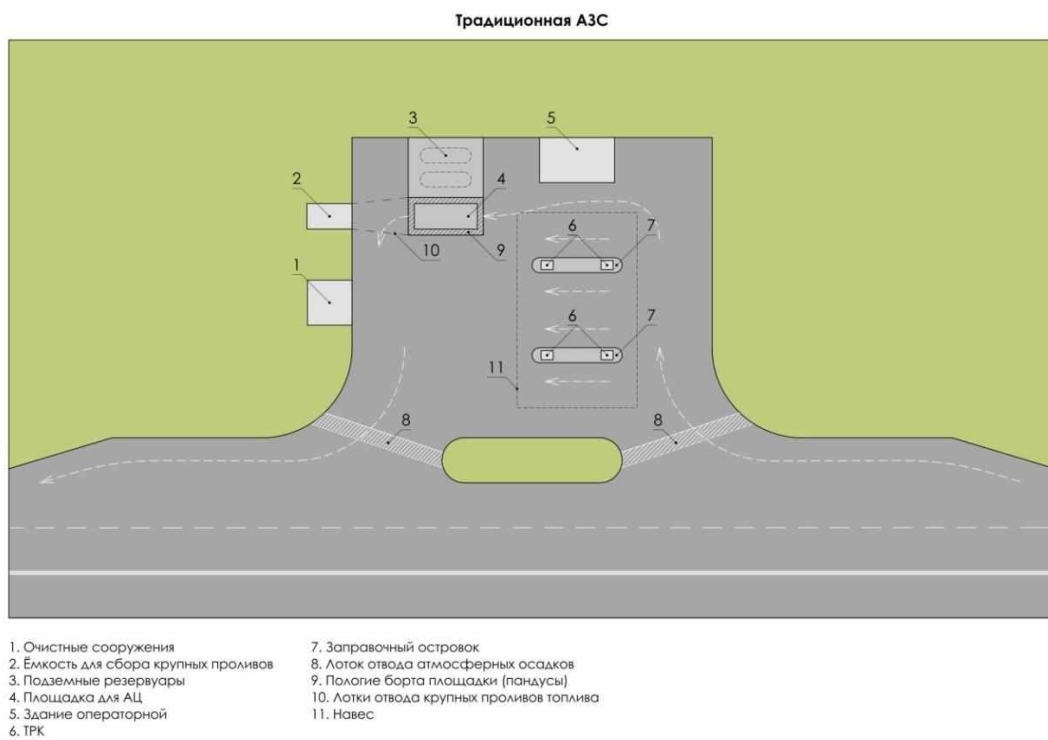 Традиционная АЗС
3
5
2
4
6
7
10
9
1
6
7
11
8
8
1. Очистные сооружения
2. Ёмкость для сбора крупных проливов
3. Подземные резервуары
4. Площадка для АЦ
5. Здание операторной
6. ТРК
7. Заправочный островок
8. Лоток отвода атмосферных осадков
9. Пологие борта площадки (пандусы)
10. Лотки отвода крупных проливов топлива
11. Навес